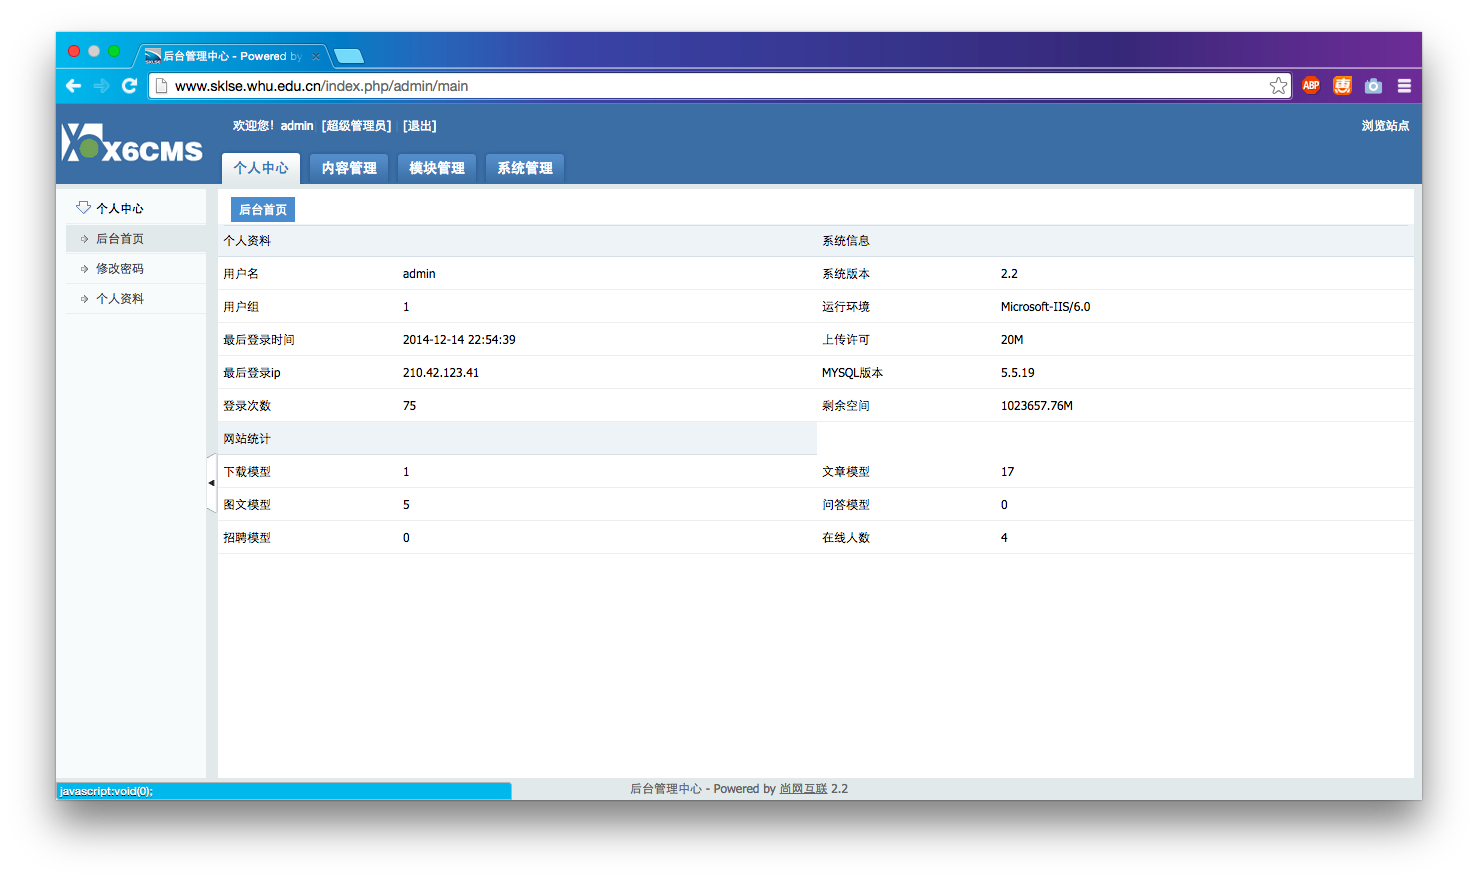 后台管理中心 - Powered by
www.sklse.whu.edu.cn/index.php/admin/main
ABP
惠
X6CMS
欢迎您！admin [超级管理员] [退出]
浏览站点
个人中心 内容管理 模块管理 系统管理
个人中心
后台首页
修改密码
个人资料
后台首页
个人资料 系统信息
用户名 admin 系统版本 2.2
用户组 1 运行环境 Microsoft-IIS/6.0
最后登录时间 2014-12-14 22:54:39 上传许可 20M
最后登录ip 210.42.123.41 MYSQL版本 5.5.19
登录次数 75 剩余空间 1023657.76M
网站统计
下载模型 1 文章模型 17
图文模型 5 问答模型 0
招聘模型 0 在线人数 4
javascript:void(0);
后台管理中心 - Powered by 尚网互联 2.2